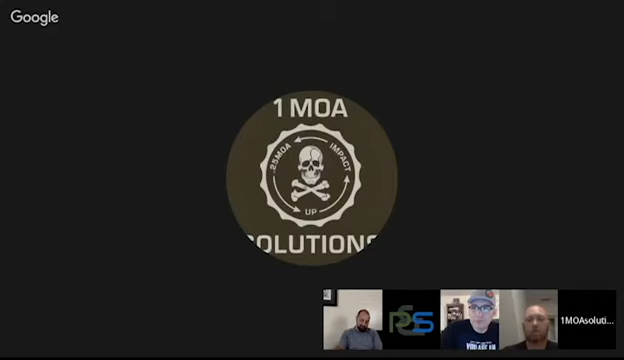 Google
1 MOA
.25MOA
IMPACT
UP
SOLUTIONS
1MOAsoluti...